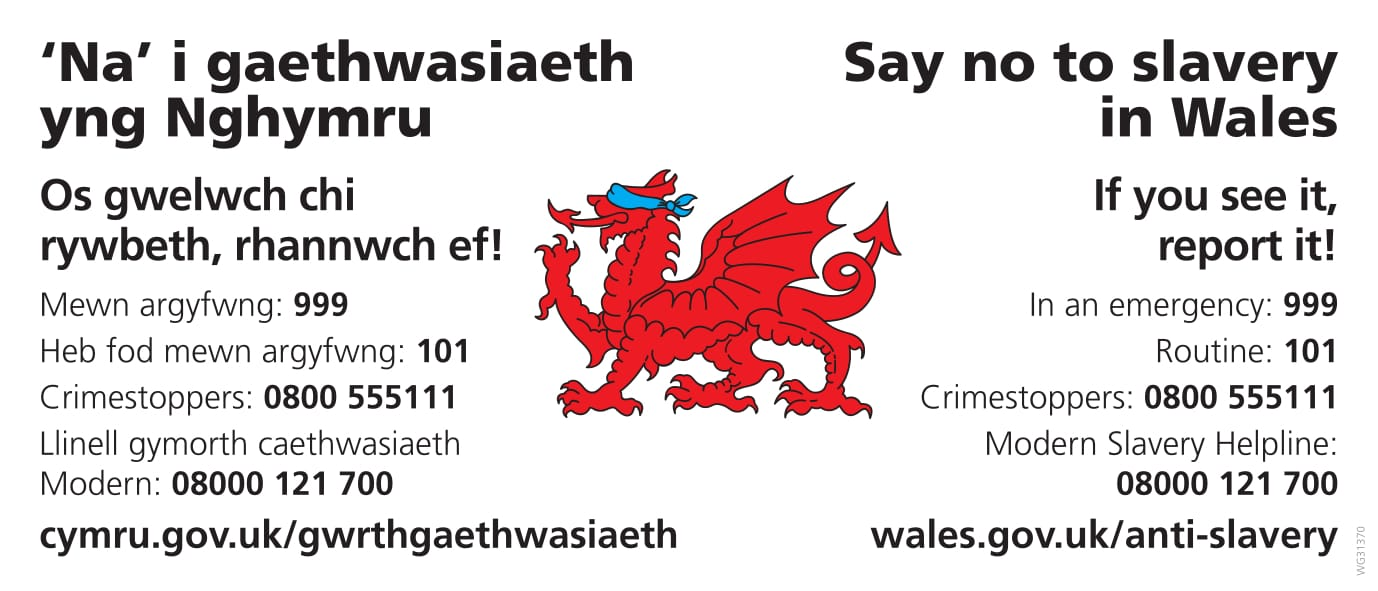 ‘Na’ i gaethwasiaeth
yng Nghymru
Os gwelwch chi
rywbeth, rhannwch ef!
Mewn argyfwng: 999
Heb fod mewn argyfwng: 101
Crimestoppers: 0800 555111
Llinell gymorth caethwasiaeth
Modern: 08000 121 700
cymru.gov.uk/gwrthgaethwasiaeth
Say no to slavery
in Wales
If you see it,
report it!
In an emergency: 999
Routine: 101
Crimestoppers: 0800 555111
Modern Slavery Helpline:
08000 121 700
wales.gov.uk/anti-slavery
WG31370